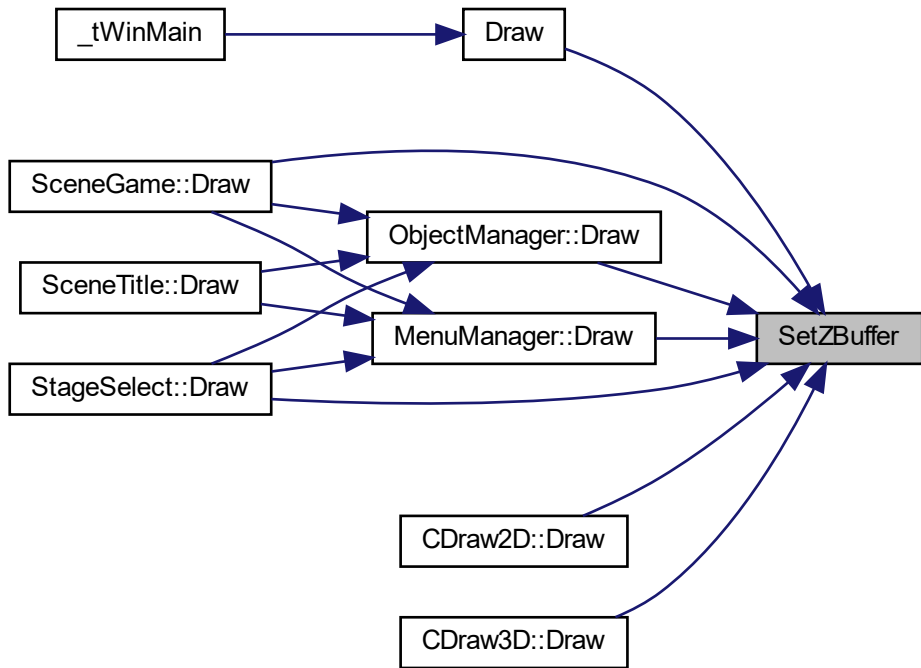 _tWinMain
Draw
SceneGame::Draw
ObjectManager::Draw
SceneTitle::Draw
MenuManager::Draw
SetZBuffer
StageSelect::Draw
CDraw2D::Draw
CDraw3D::Draw